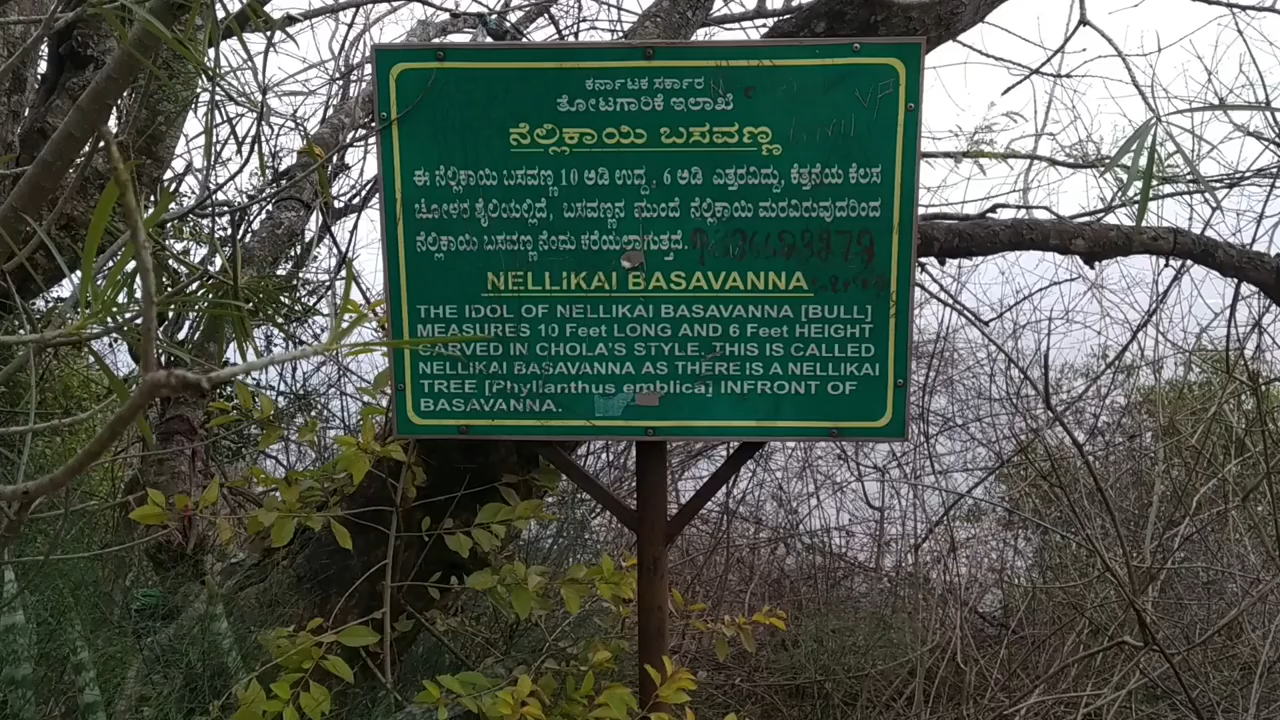 ಕರ್ನಾಟಕ ಸರ್ಕಾರ
ತೋಟಗಾರಿಕೆ ಇಲಾಖೆ
ನೆಲ್ಲಿಕಾಯಿ ಬಸವಣ್ಣ
ಈ ನೆಲ್ಲಿಕಾಯಿ ಬಸವಣ್ಣ 10 ಅಡಿ ಉದ್ದ, 6 ಅಡಿ ಎತ್ತರವಿದ್ದು, ಕೆತ್ತನೆಯ ಕೆಲಸ
ಚೋಳರ ಶೈಲಿಯಲ್ಲಿದೆ, ಬಸವಣ್ಣನ ಮುಂದೆ ನೆಲ್ಲಿಕಾಯಿ ಮರವಿರುವುದರಿಂದ
ನೆಲ್ಲಿಕಾಯಿ ಬಸವಣ್ಣನೆಂದು ಕರೆಯಲಾಗುತ್ತದೆ.
NELLIKAI BASAVANNA
THE IDOL OF NELLIKAI BASAVANNA [BULL]
MEASURES 10 Feet LONG AND 6 Feet HEIGHT
CARVED IN CHOLA'S STYLE. THIS IS CALLED
NELLIKAI BASAVANNA AS THERE IS A NELLIKAI
TREE [Phyllanthus emblica] INFRONT OF
BASAVANNA.